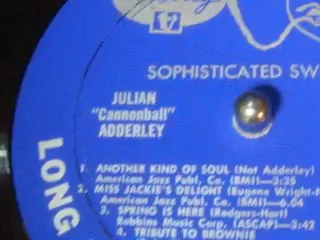 SOPHISTICATED SW
JULIAN
"Cannonball"
ADDERLEY
LONG
1. ANOTHER KIND OF SOUL (Nat Adderley)
American Jazz Publ. Co. (BMI)—3:35
2. MISS JACKIE'S DELIGHT (Eugene Wright-
American Jazz Publ. Co. (BMI)—6:04
3. SPRING IS HERE (Rodgers-Hart)
Robbins Music Corp. (ASCAP)—3:42
4. TRIBUTE TO BROWNIE